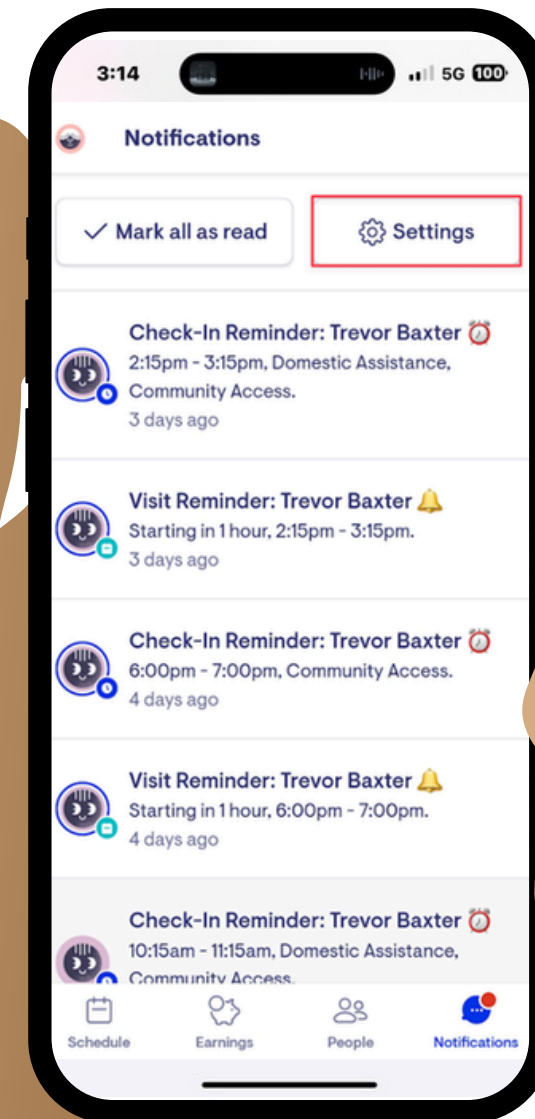 3:14 5G 100
Notifications
Mark all as read Settings
Check-In Reminder: Trevor Baxter ⏰
2:15pm - 3:15pm, Domestic Assistance,
Community Access.
3 days ago
Visit Reminder: Trevor Baxter 🔔
Starting in 1 hour, 2:15pm - 3:15pm.
3 days ago
Check-In Reminder: Trevor Baxter ⏰
6:00pm - 7:00pm, Community Access.
4 days ago
Visit Reminder: Trevor Baxter 🔔
Starting in 1 hour, 6:00pm - 7:00pm.
4 days ago
Check-In Reminder: Trevor Baxter ⏰
10:15am - 11:15am, Domestic Assistance,
Community Access.
Schedule Earnings People Notifications